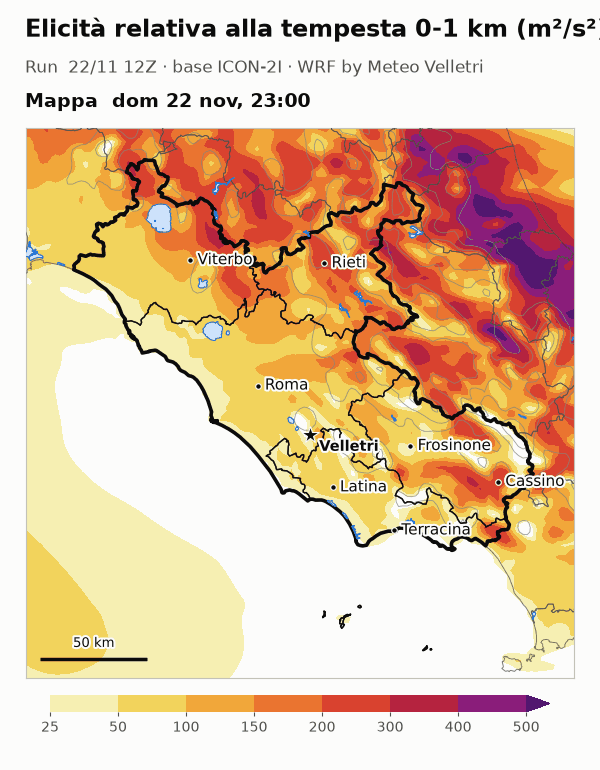 Elicità relativa alla tempesta 0-1 km (m²/s²)
Run 22/11 12Z · base ICON-2I · WRF by Meteo Velletri
Mappa dom 22 nov, 23:00
Viterbo
Rieti
Roma
Velletri
Frosinone
Cassino
Latina
Terracina
50 km
25 50 100 150 200 300 400 500